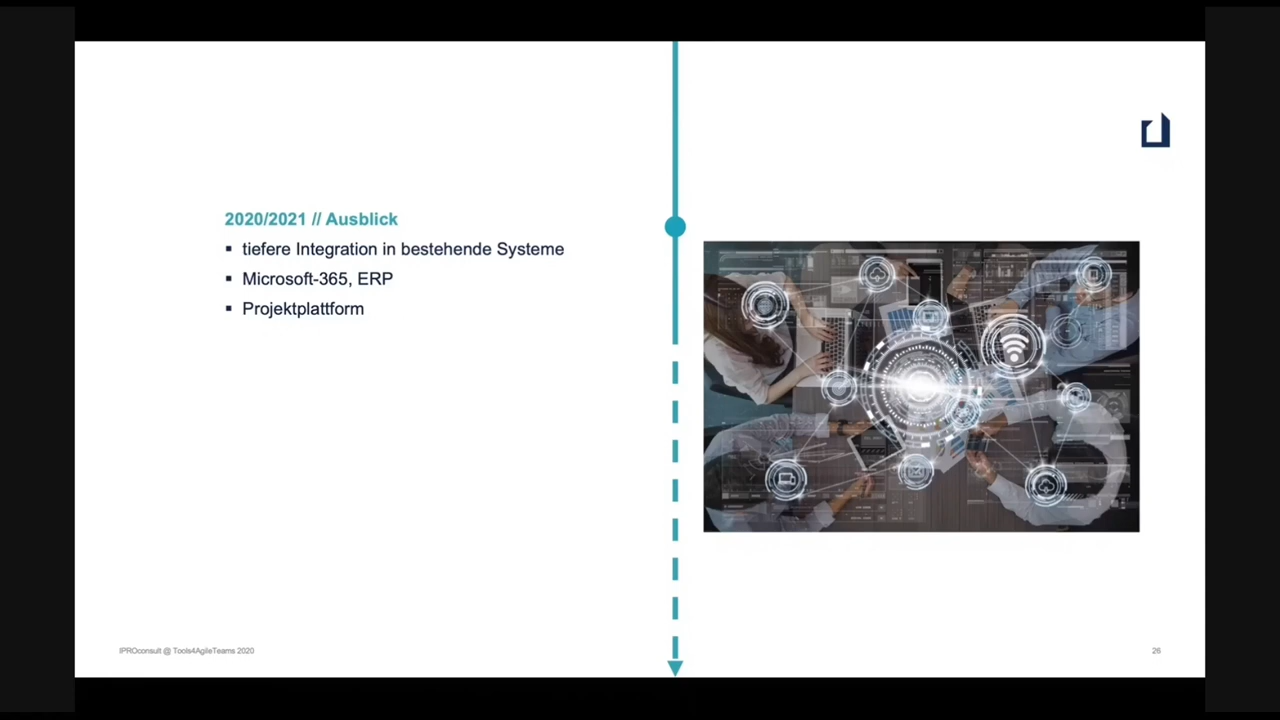 2020/2021 // Ausblick
▪ tiefere Integration in bestehende Systeme
▪ Microsoft-365, ERP
▪ Projektplattform
IPROconsult @ Tools4AgileTeams 2020
26